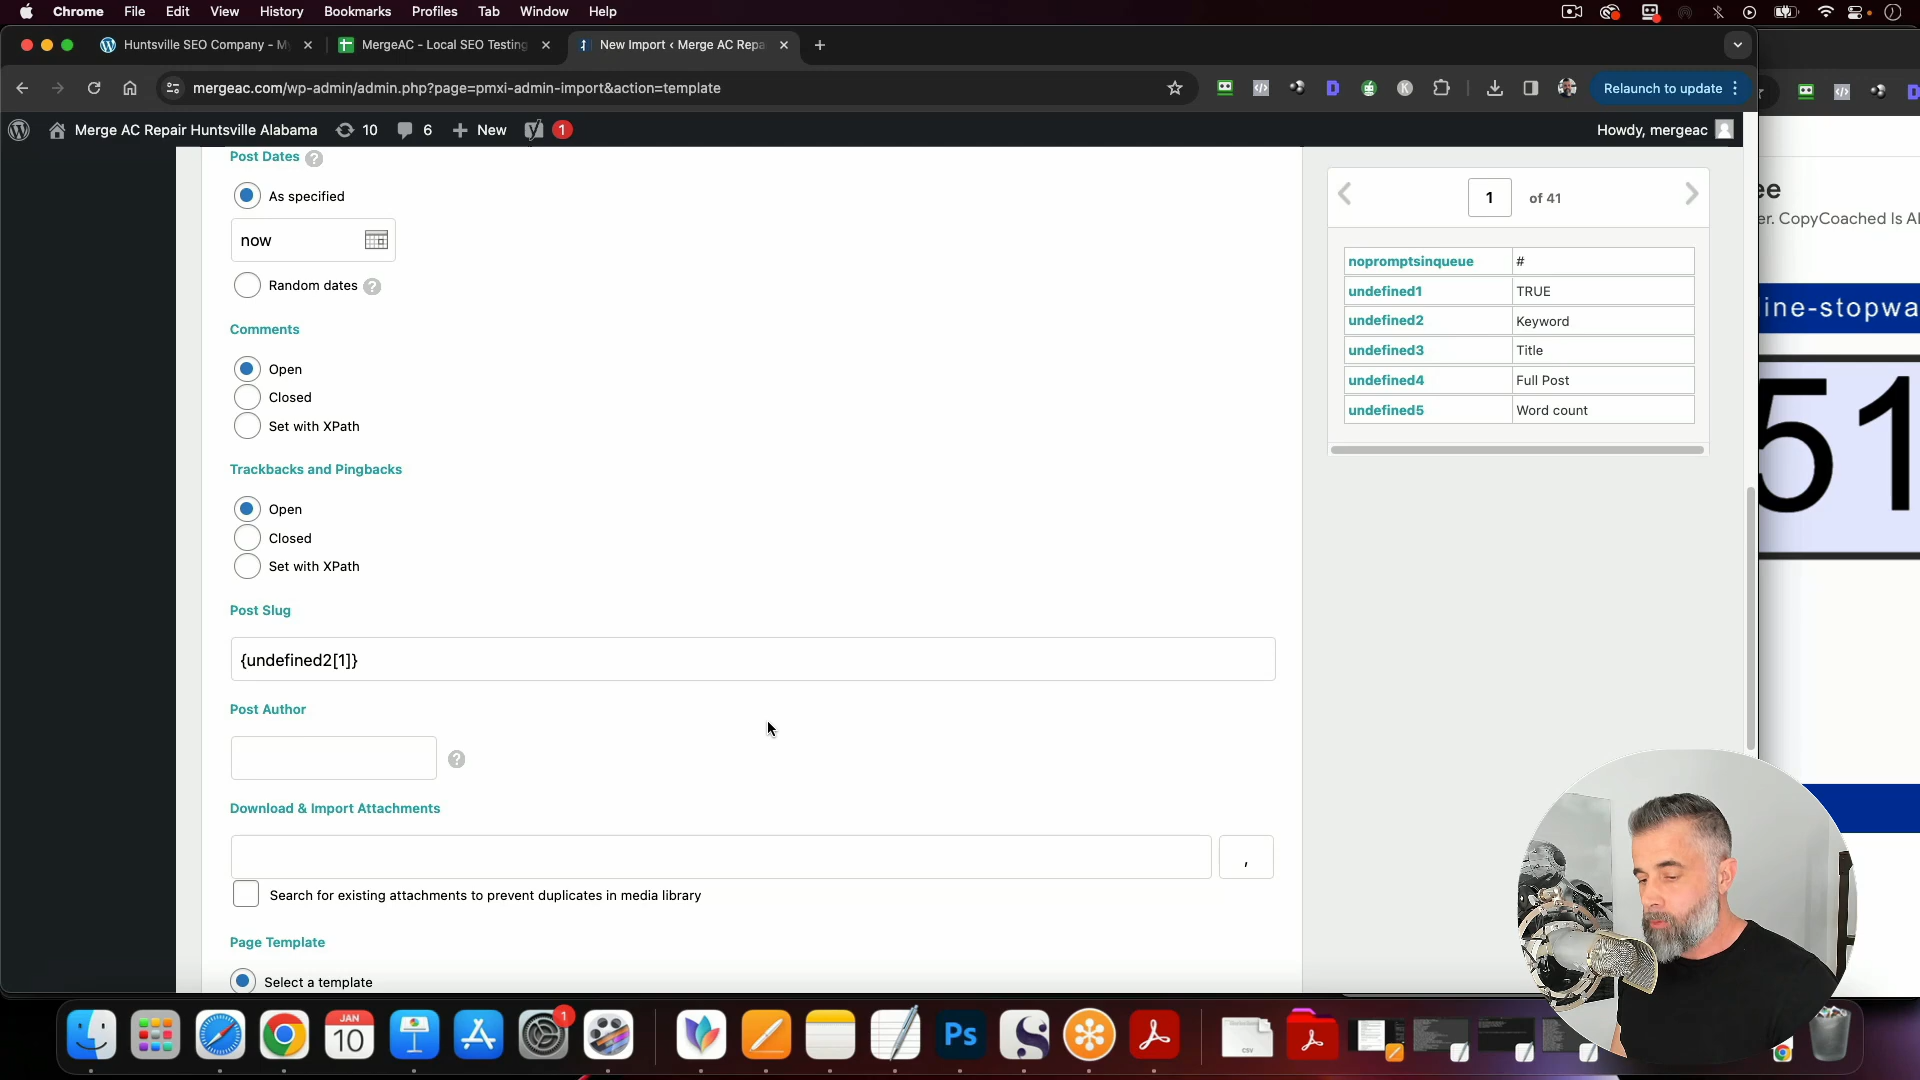 Chrome File Edit View History Bookmarks Profiles Tab Window Help
Huntsville SEO Company - M
MergeAC - Local SEO Testing
New Import ‹ Merge AC Repa
mergeac.com/wp-admin/admin.php?page=pmxi-admin-import&action=template
Relaunch to update
Merge AC Repair Huntsville Alabama 10 6 New 1
Howdy, mergeac
Post Dates ?
As specified
now
Random dates ?
Comments
Open
Closed
Set with XPath
Trackbacks and Pingbacks
Open
Closed
Set with XPath
Post Slug
{undefined2[1]}
Post Author
?
Download & Import Attachments
,
Search for existing attachments to prevent duplicates in media library
Page Template
Select a template
1 of 41
nopromptsinqueue #
undefined1 TRUE
undefined2 Keyword
undefined3 Title
undefined4 Full Post
undefined5 Word count
ee
er. CopyCoached Is AI
line-stopwa
51
JAN
10
1
Ps
CSV